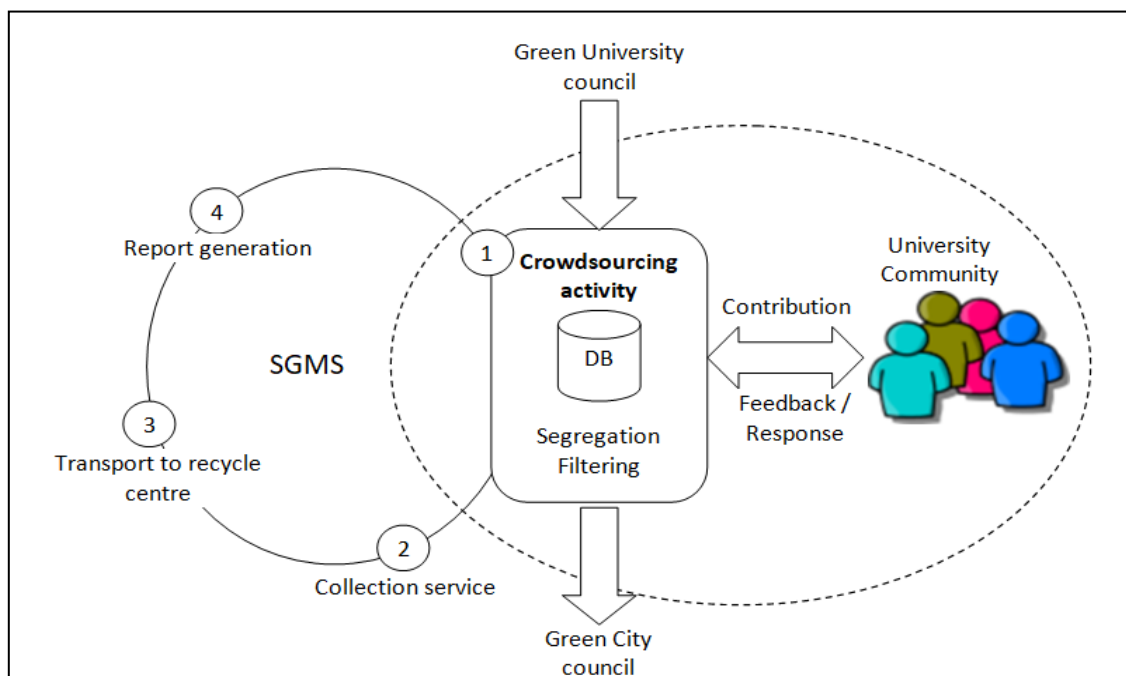 Green University
council
4
Report generation
1
Crowdsourcing
activity
University
Community
Contribution
SGMS
DB
Feedback /
Response
3
Segregation
Filtering
Transport to recycle
centre
2
Collection service
Green City
council